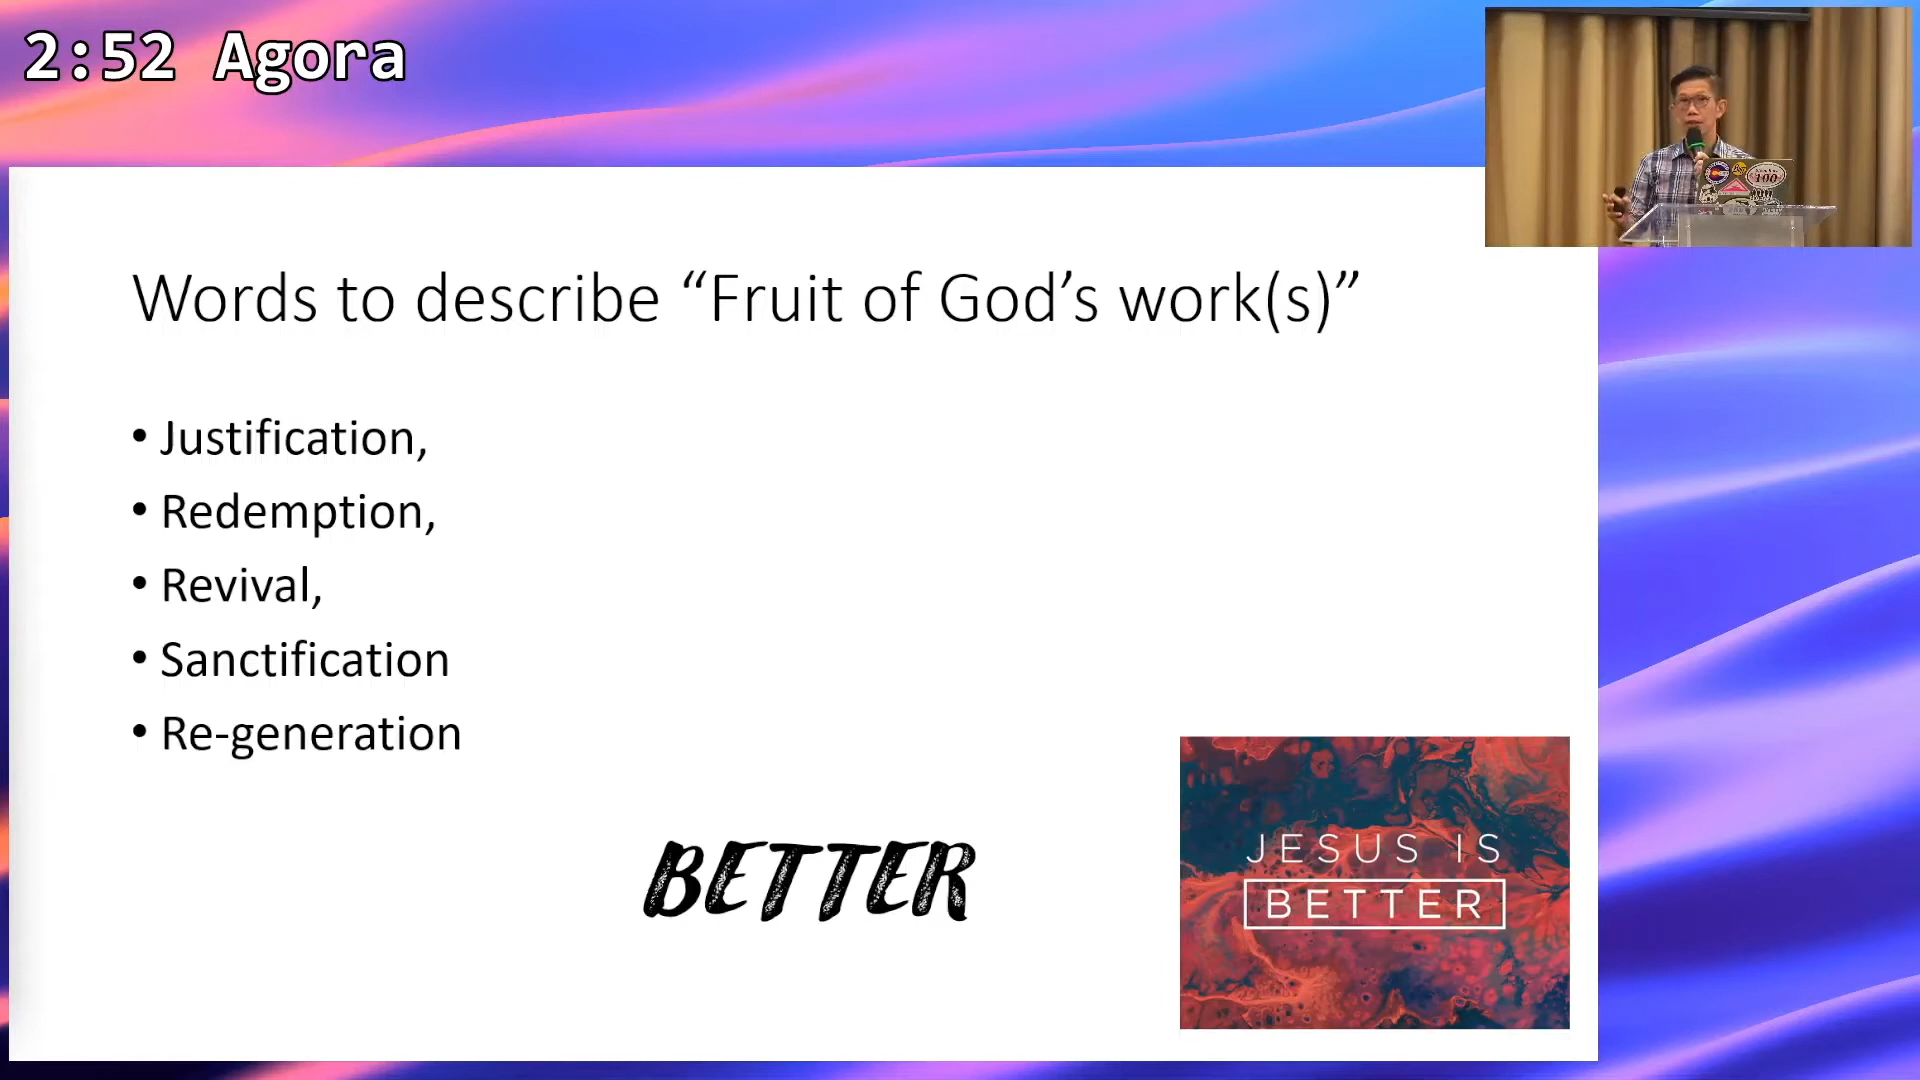 2:52 Agora
Words to describe “Fruit of God’s work(s)”
• Justification,
• Redemption,
• Revival,
• Sanctification
• Re-generation
BETTER
JESUS IS
BETTER
100